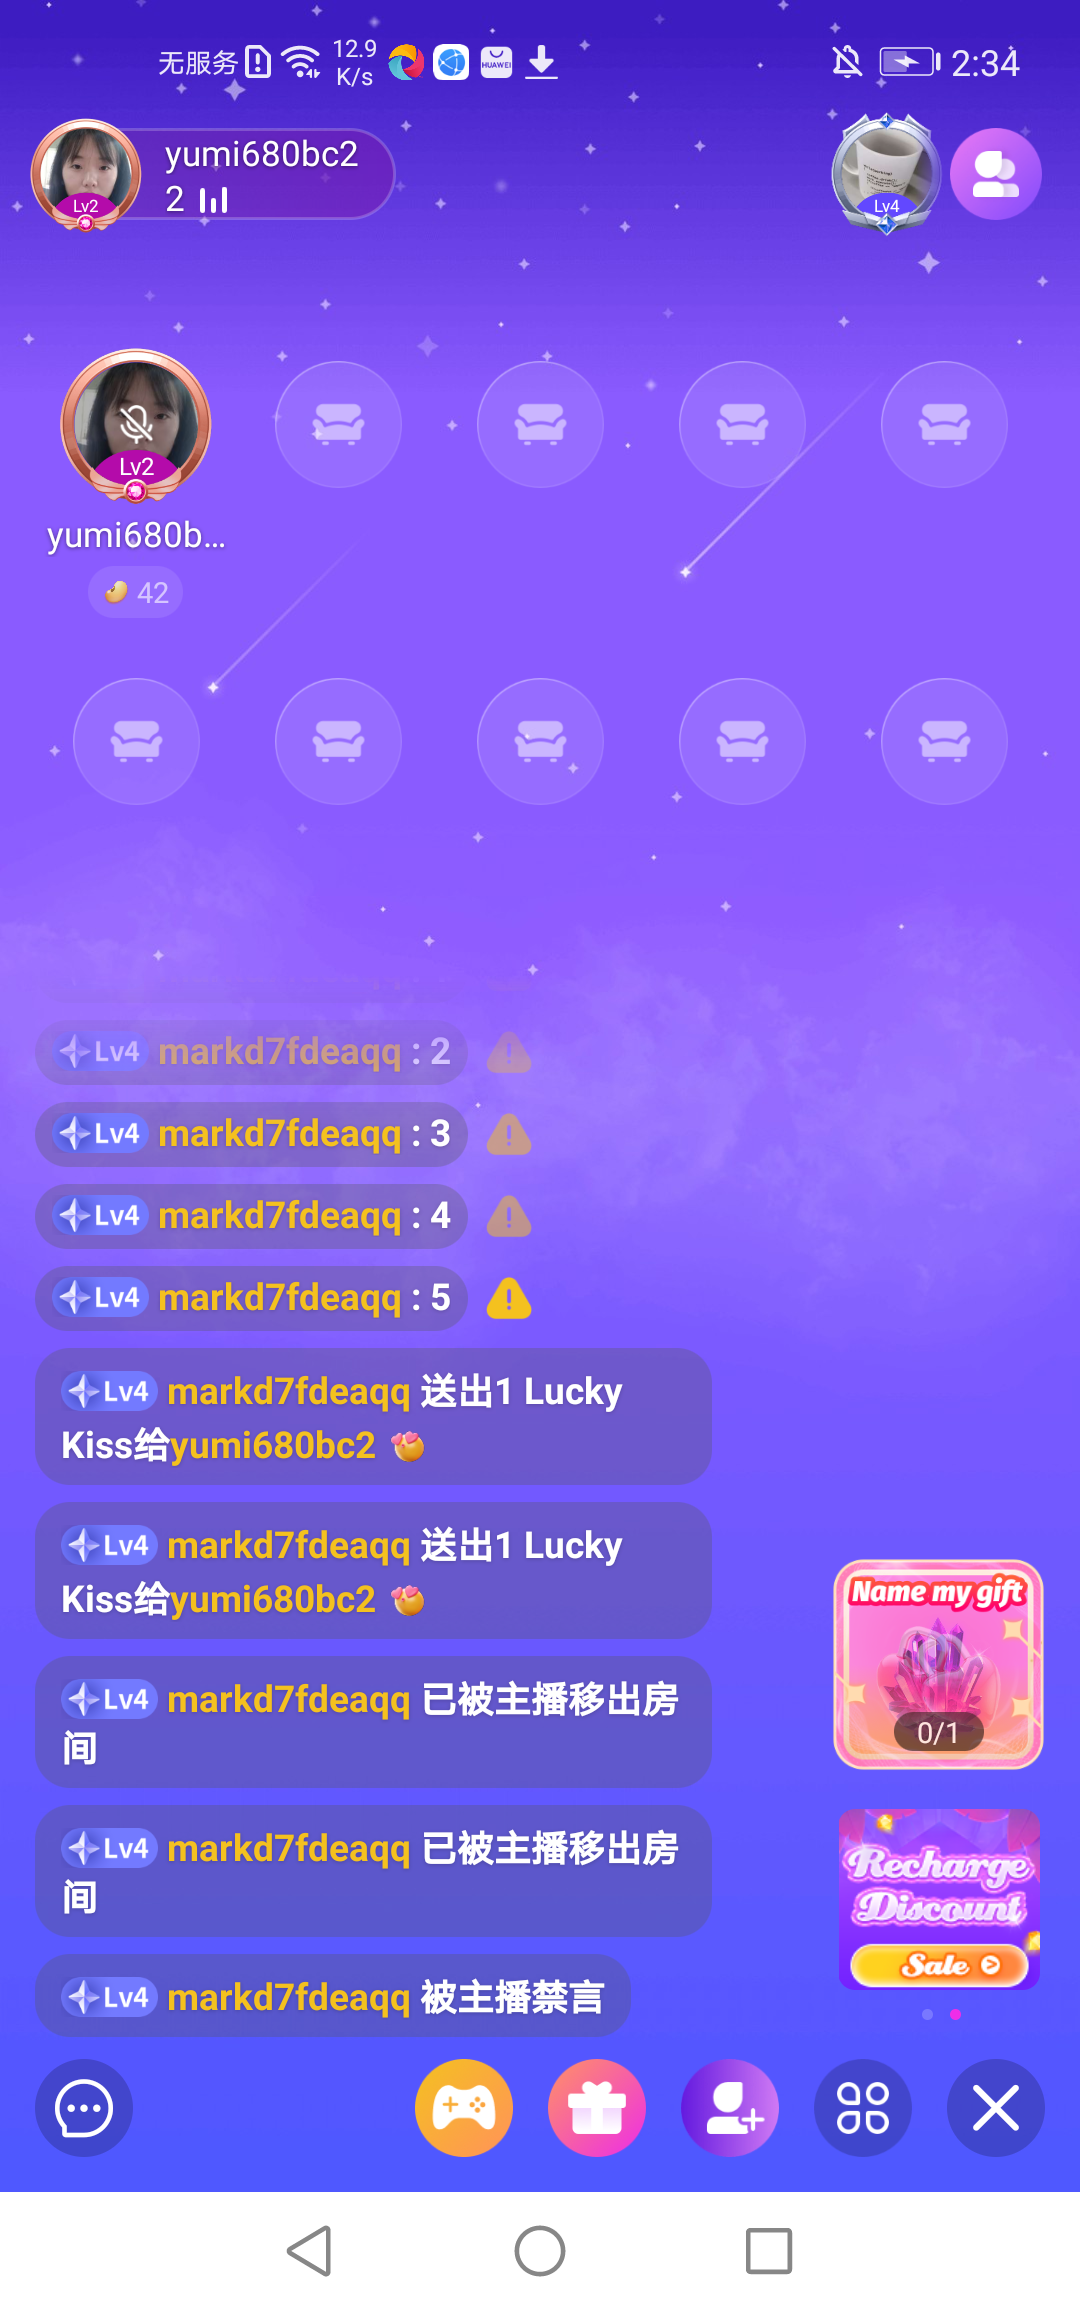 无服务 12.9 K/s HUAWEI 2:34
yumi680bc2
2
Lv2
Lv4
Lv2
yumi680b...
42
Lv4 markd7fdeaqq : 2
Lv4 markd7fdeaqq : 3
Lv4 markd7fdeaqq : 4
Lv4 markd7fdeaqq : 5
Lv4 markd7fdeaqq 送出1 Lucky
Kiss给yumi680bc2
Lv4 markd7fdeaqq 送出1 Lucky
Kiss给yumi680bc2
Lv4 markd7fdeaqq 已被主播移出房
间
Lv4 markd7fdeaqq 已被主播移出房
间
Lv4 markd7fdeaqq 被主播禁言
Name my gift
0/1
Recharge
Discount
Sale